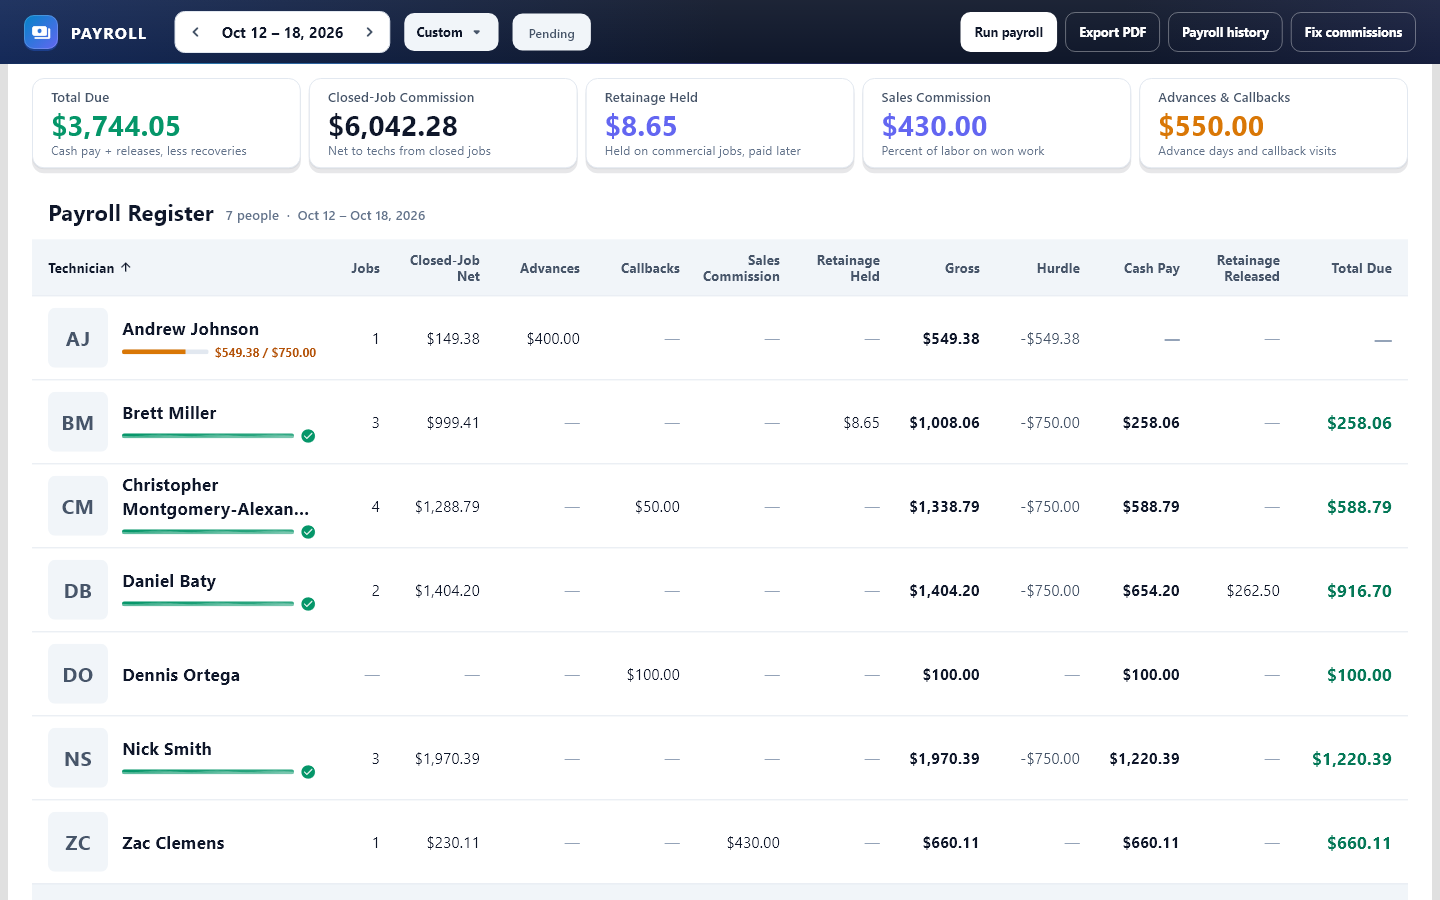 PAYROLL
Oct 12 – 18, 2026
Custom
Pending
Run payroll
Export PDF
Payroll history
Fix commissions
Total Due
$3,744.05
Cash pay + releases, less recoveries
Closed-Job Commission
$6,042.28
Net to techs from closed jobs
Retainage Held
$8.65
Held on commercial jobs, paid later
Sales Commission
$430.00
Percent of labor on won work
Advances & Callbacks
$550.00
Advance days and callback visits
Payroll Register 7 people · Oct 12 – Oct 18, 2026
Technician ↑ Jobs Closed-Job Net Advances Callbacks Sales Commission Retainage Held Gross Hurdle Cash Pay Retainage Released Total Due
AJ Andrew Johnson 1 $149.38 $400.00 — — — $549.38 -$549.38 — — —
$549.38 / $750.00
BM Brett Miller 3 $999.41 — — — $8.65 $1,008.06 -$750.00 $258.06 — $258.06
CM Christopher
Montgomery-Alexan... 4 $1,288.79 — $50.00 — — $1,338.79 -$750.00 $588.79 — $588.79
DB Daniel Baty 2 $1,404.20 — — — — $1,404.20 -$750.00 $654.20 $262.50 $916.70
DO Dennis Ortega — — — $100.00 — — $100.00 — $100.00 — $100.00
NS Nick Smith 3 $1,970.39 — — — — $1,970.39 -$750.00 $1,220.39 — $1,220.39
ZC Zac Clemens 1 $230.11 — — $430.00 — $660.11 — $660.11 — $660.11